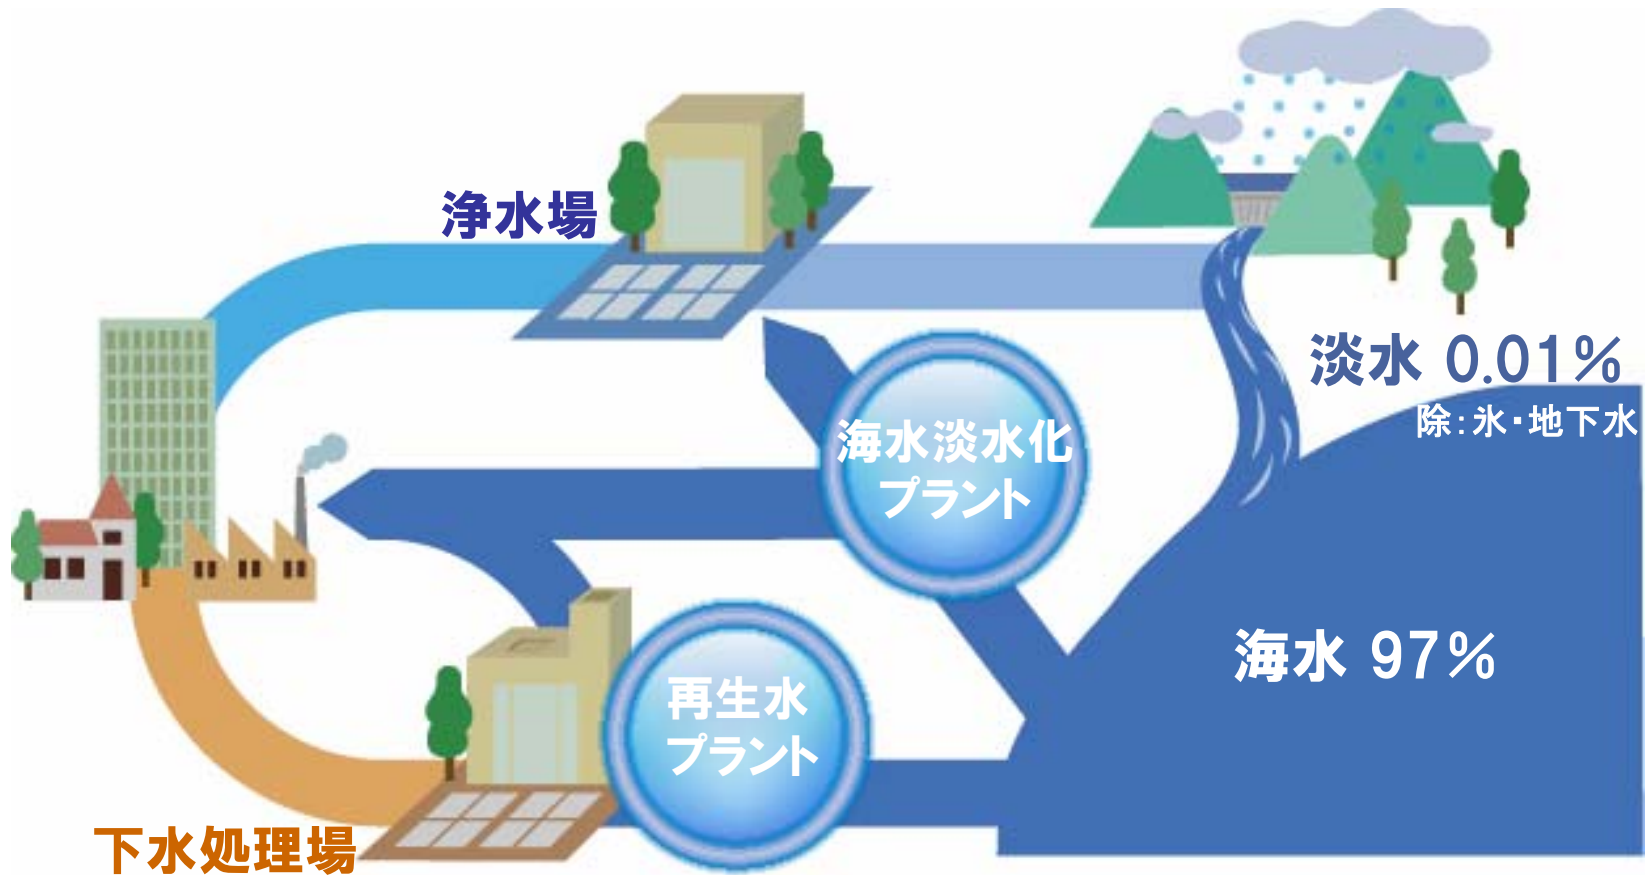 浄水場
淡水 0.01%
除:氷・地下水
海水淡水化
プラント
海水 97%
再生水
プラント
下水処理場